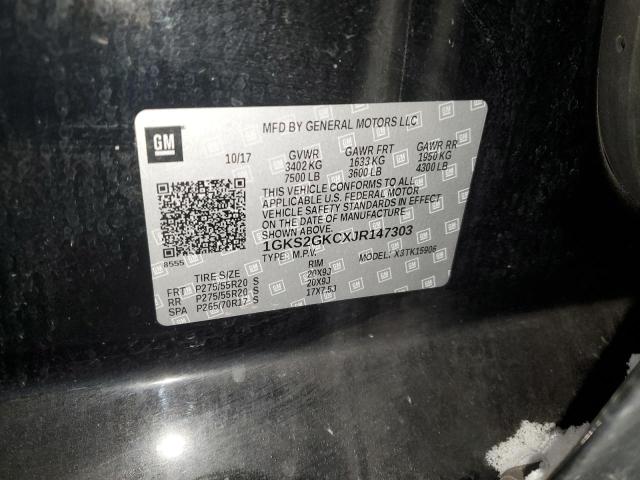 GM
MFD BY GENERAL MOTORS LLC
10/17 GVWR GAWR FRT GAWR RR
3402 KG 1633 KG 1950 KG
7500 LB 3600 LB 4300 LB
THIS VEHICLE CONFORMS TO ALL
APPLICABLE U.S. FEDERAL MOTOR
VEHICLE SAFETY STANDARDS IN EFFECT
ON THE DATE OF MANUFACTURE
SHOWN ABOVE.
1GKS2GKCXJR147303
8555 TYPE: M.P.V. MODEL: X3TK15906
TIRE SIZE RIM
FRT P275/55R20 S 20X9J
RR P275/55R20 S 20X9J
SPA P265/70R17 S 17X7.5J